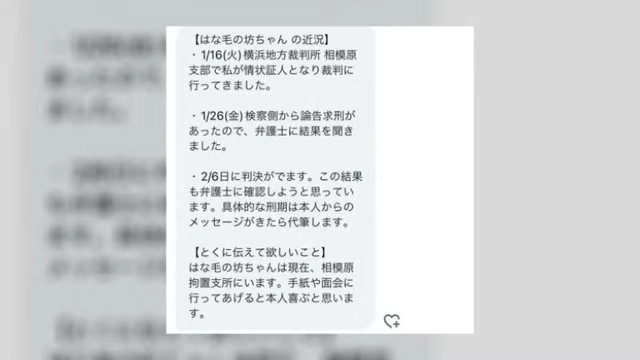 【はな毛の坊ちゃん の近況】
・1/16(火)横浜地方裁判所 相模原
支部で私が情状証人となり裁判に
行ってきました。
・1/26(金) 検察側から論告求刑が
あったので、弁護士に結果を聞き
ました。
・2/6日に判決がでます。この結果
も弁護士に確認しようと思ってい
ます。具体的な刑期は本人からの
メッセージがきたら代筆します。
【とくに伝えて欲しいこと】
はな毛の坊ちゃんは現在、相模原
拘置支所にいます。手紙や面会に
行ってあげると本人喜ぶと思いま
す。